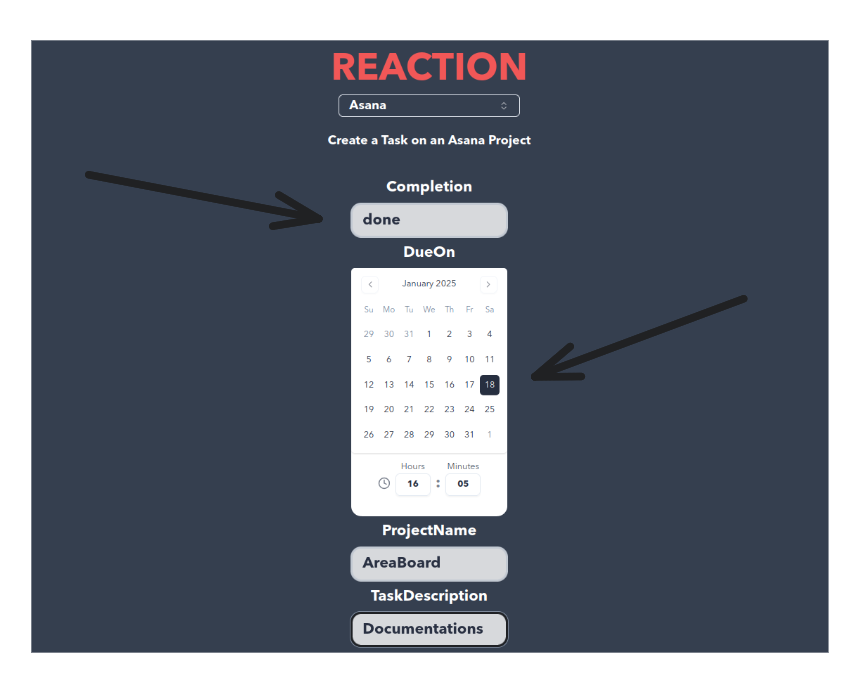 REACTION
Asana
Create a Task on an Asana Project
Completion
done
DueOn
January 2025
Su Mo Tu We Th Fr Sa
29 30 31 1 2 3 4
5 6 7 8 9 10 11
12 13 14 15 16 17 18
19 20 21 22 23 24 25
26 27 28 29 30 31 1
Hours Minutes
16 : 05
ProjectName
AreaBoard
TaskDescription
Documentations